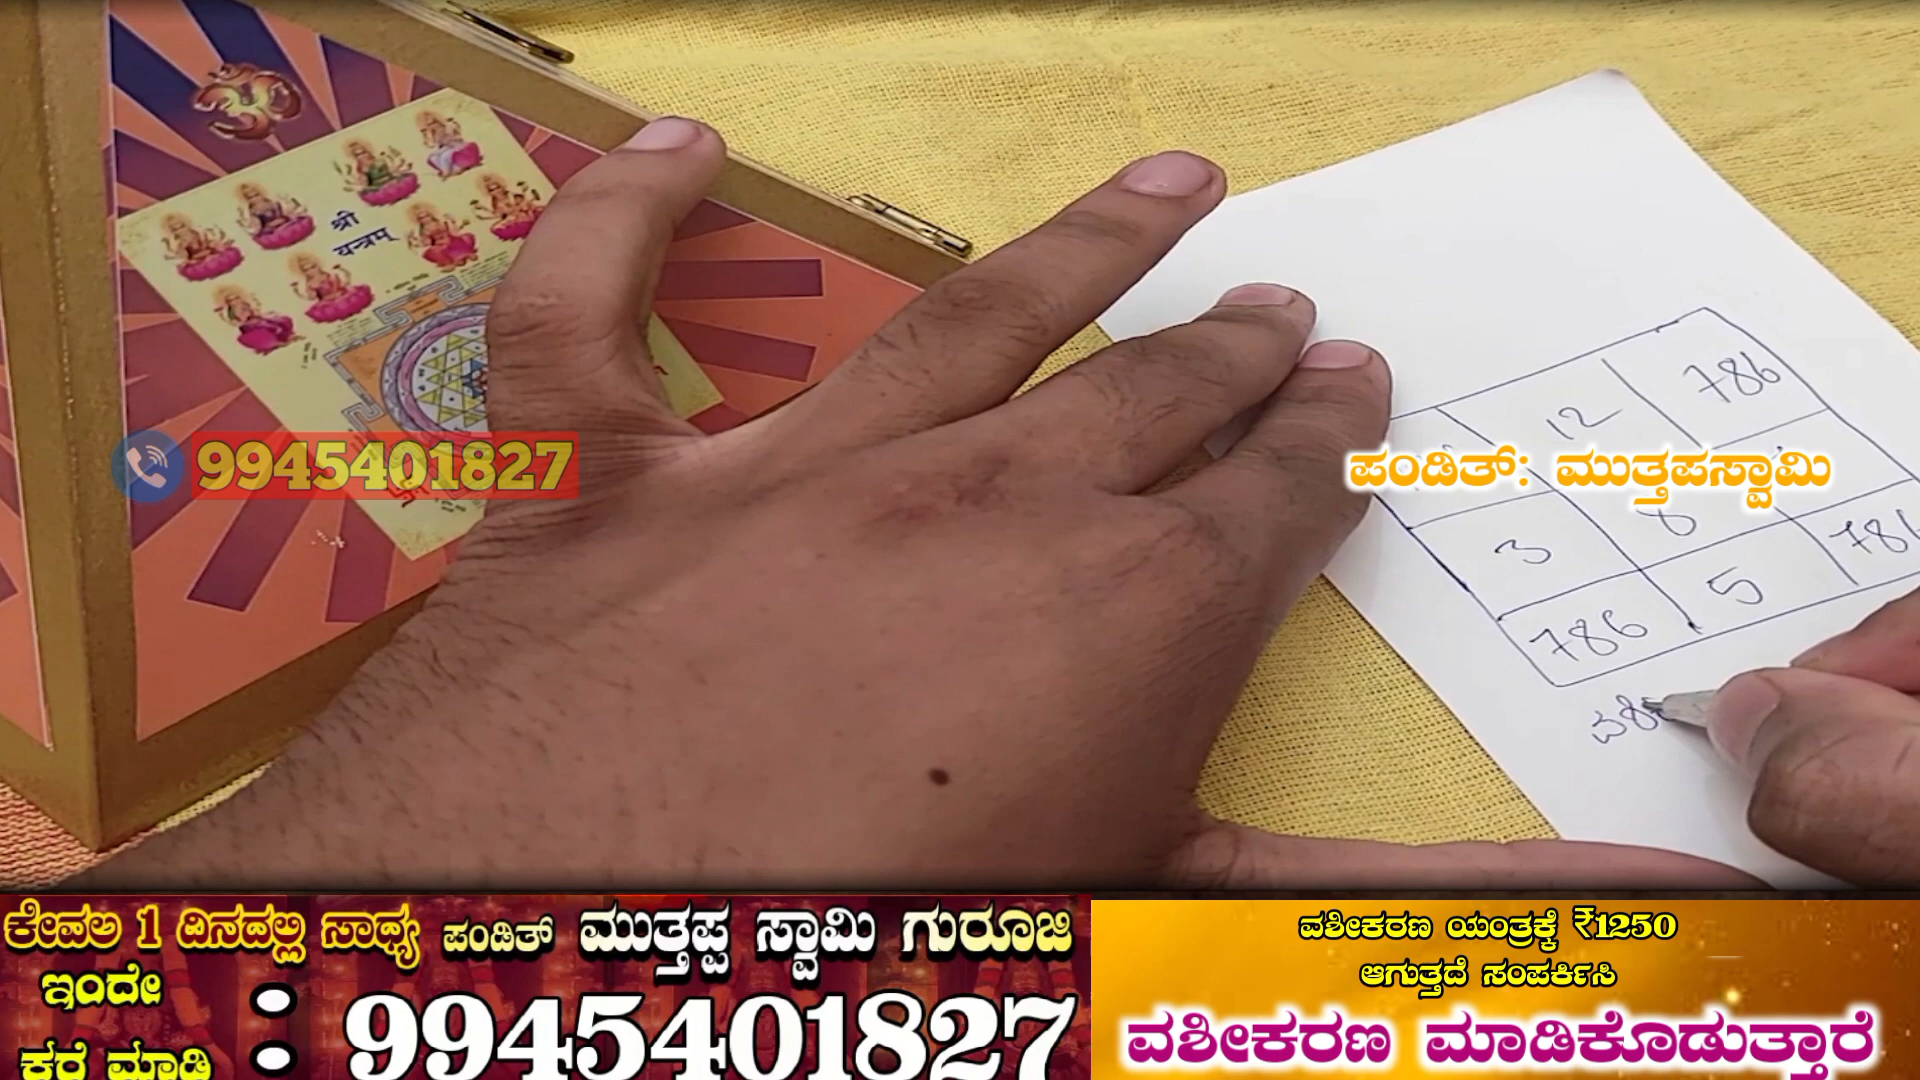 श्री
यन्त्रम्
9945401827
12 786
ಪಂಡಿತ್: ಮುತ್ತಪಸ್ವಾಮಿ
3 8 786
786 5
ಕೇವಲ 1 ದಿನದಲ್ಲಿ ಸಾಧ್ಯ ಪಂಡಿತ್ ಮುತ್ತಪ್ಪ ಸ್ವಾಮಿ ಗುರೂಜಿ
ಇಂದೇ
ಕರೆ ಮಾಡಿ : 9945401827
ವಶೀಕರಣ ಯಂತ್ರಕ್ಕೆ ₹1250
ಆಗುತ್ತದೆ ಸಂಪರ್ಕಿಸಿ
ವಶೀಕರಣ ಮಾಡಿಕೊಡುತ್ತಾರೆ